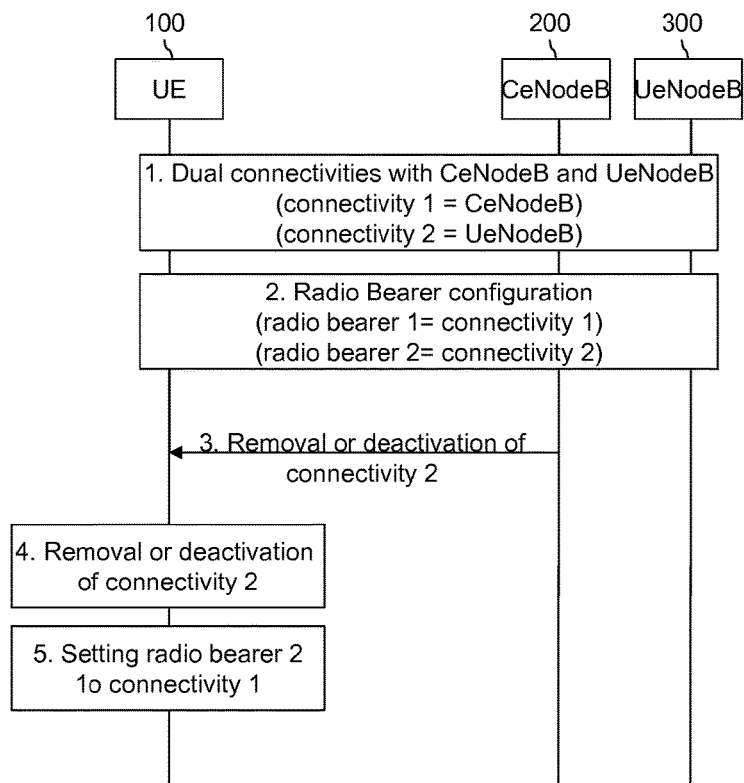 100
200
300
UE
CeNodeB
UeNodeB
1. Dual connectivities with CeNodeB and UeNodeB
(connectivity 1 = CeNodeB)
(connectivity 2 = UeNodeB)
2. Radio Bearer configuration
(radio bearer 1= connectivity 1)
(radio bearer 2= connectivity 2)
3. Removal or deactivation of
connectivity 2
4. Removal or deactivation
of connectivity 2
5. Setting radio bearer 2
1o connectivity 1